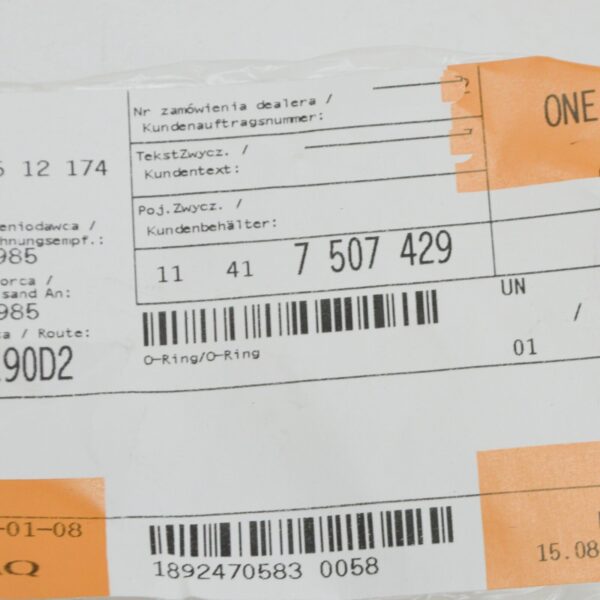 Nr zamówienia dealera /
Kundenauftragsnummer:
ONE
TekstZwycz. /
Kundentext:
6 12 174
Poj.Zwycz. /
Kundenbehälter:
eniodawca /
hnungsempf.:
985
11 41 7 507 429
orca /
sand An:
985
UN
/
O-Ring/O-Ring
01
a / Route:
90D2
-01-08
1892470583 0058
15.08